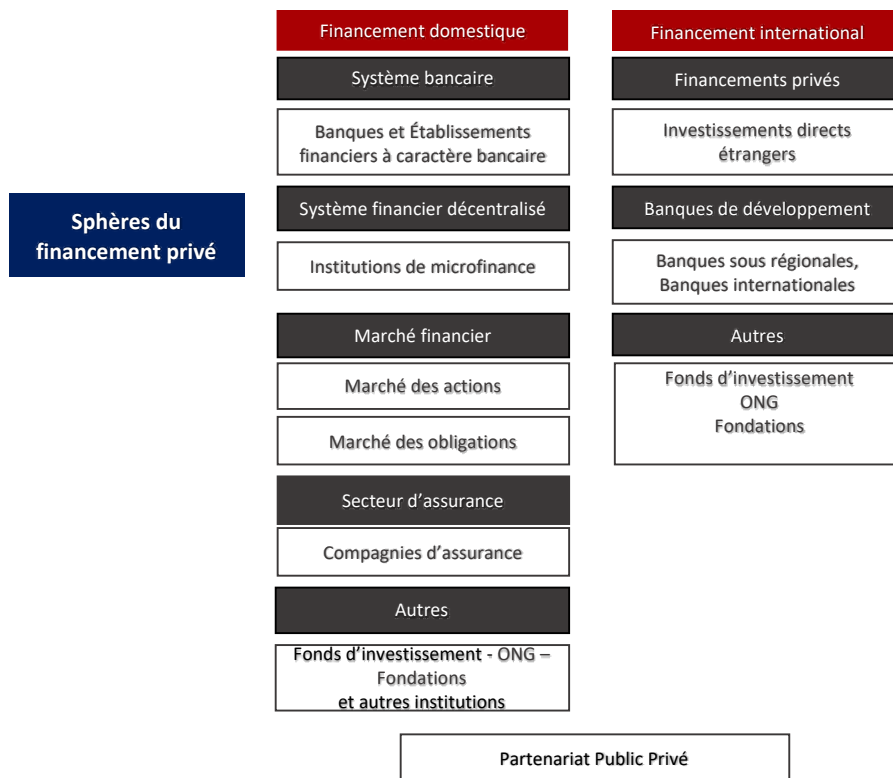 Sphères du
financement privé
Financement domestique
Système bancaire
Banques et Établissements
financiers à caractère bancaire
Système financier décentralisé
Institutions de microfinance
Marché financier
Marché des actions
Marché des obligations
Secteur d’assurance
Compagnies d’assurance
Autres
Fonds d’investissement - ONG –
Fondations
et autres institutions
Financement international
Financements privés
Investissements directs
étrangers
Banques de développement
Banques sous régionales,
Banques internationales
Autres
Fonds d’investissement
ONG
Fondations
Partenariat Public Privé